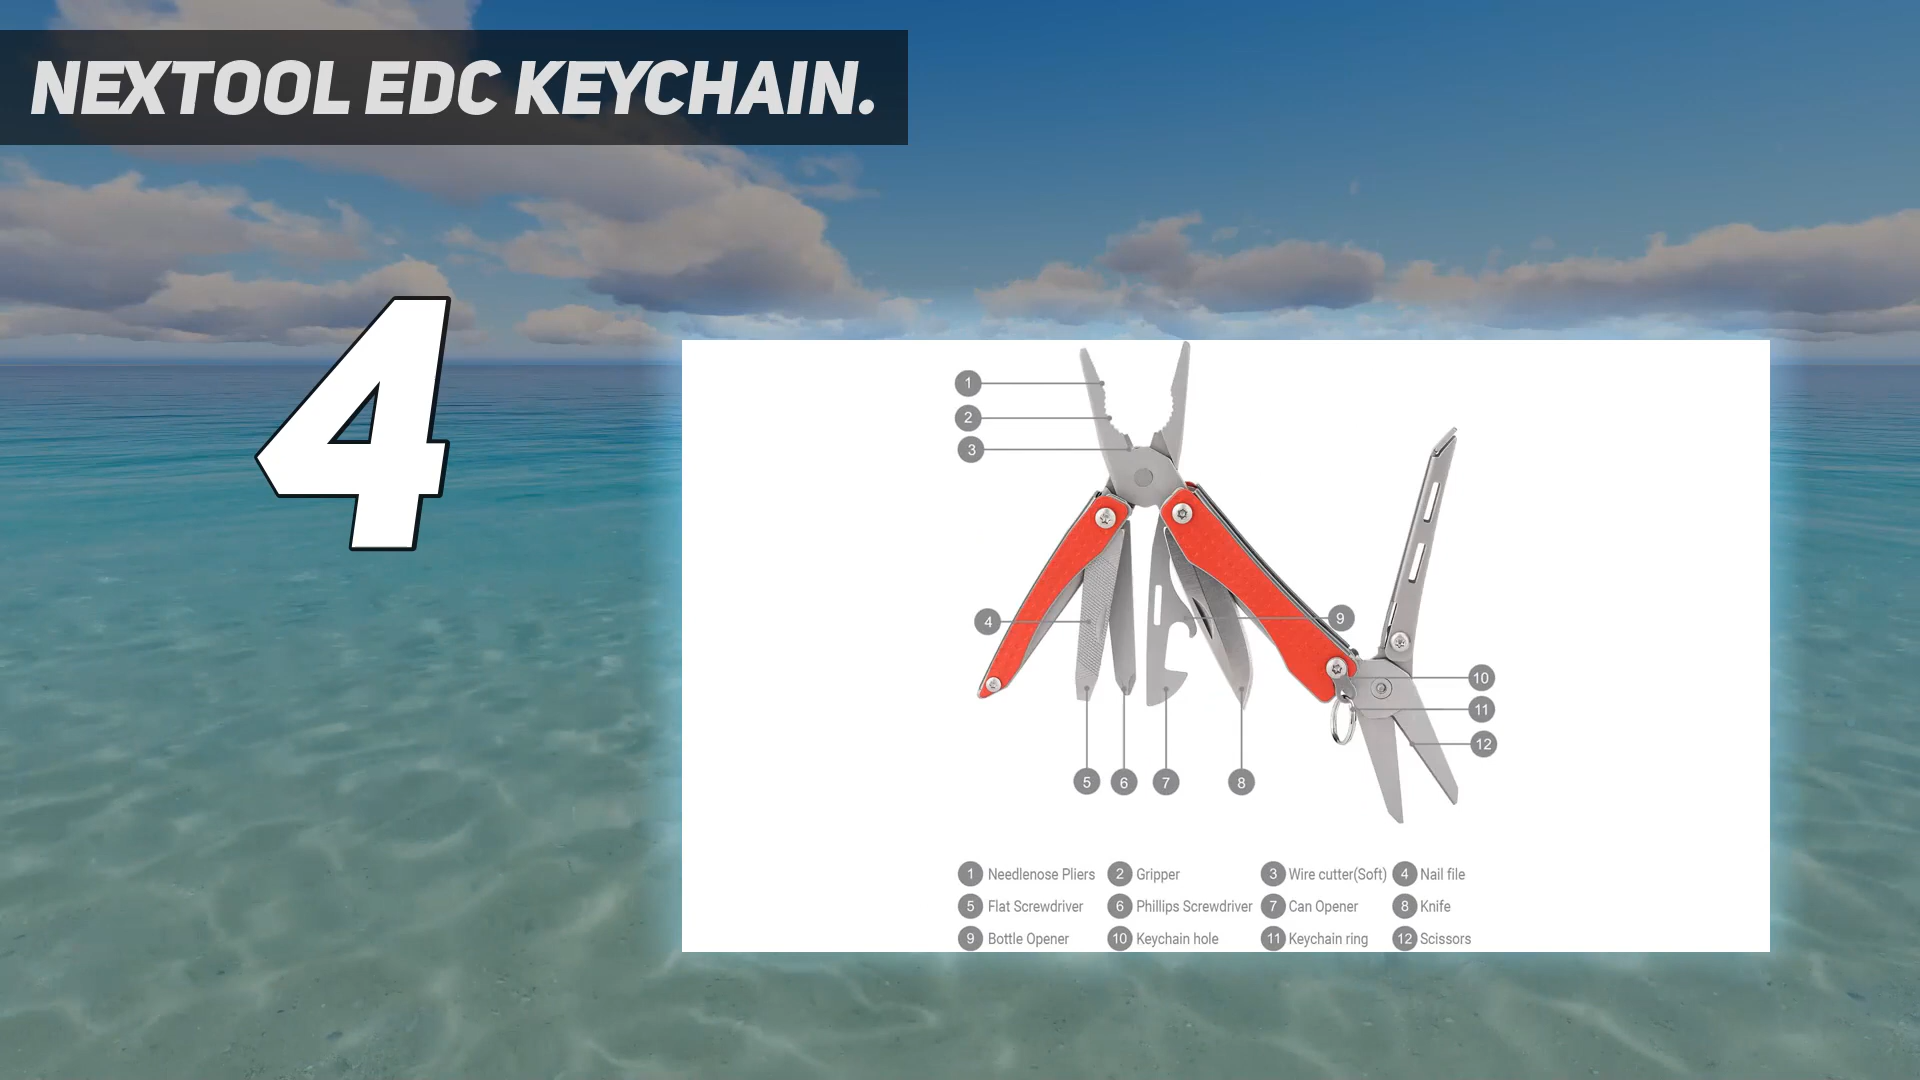 NEXTOOL EDC KEYCHAIN.
4
1
2
3
4
9
10
11
12
5 6 7 8
1 Needlenose Pliers 2 Gripper 3 Wire cutter(Soft) 4 Nail file
5 Flat Screwdriver 6 Phillips Screwdriver 7 Can Opener 8 Knife
9 Bottle Opener 10 Keychain hole 11 Keychain ring 12 Scissors